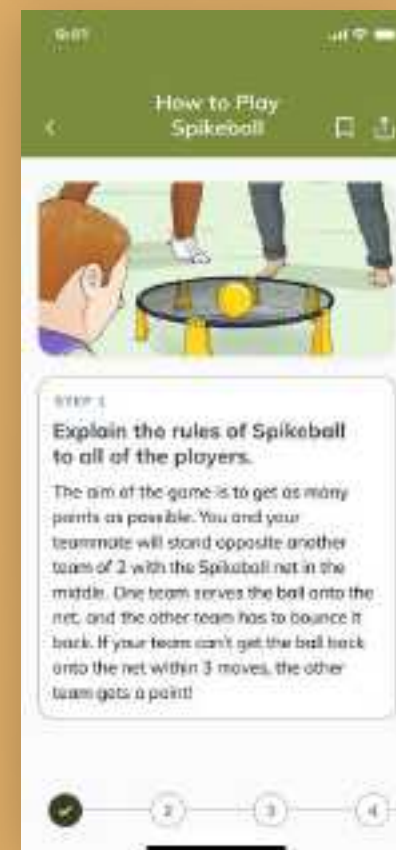 9:07
How to Play
Spikeball
STEP 1
Explain the rules of Spikeball
to all of the players.
The aim of the game is to get as many
points as possible. You and your
teammate will stand opposite another
team of 2 with the Spikeball net in the
middle. One team serves the ball onto the
net, and the other team has to bounce it
back. If your team can't get the ball back
onto the net within 3 moves, the other
team gets a point!
2 3 4